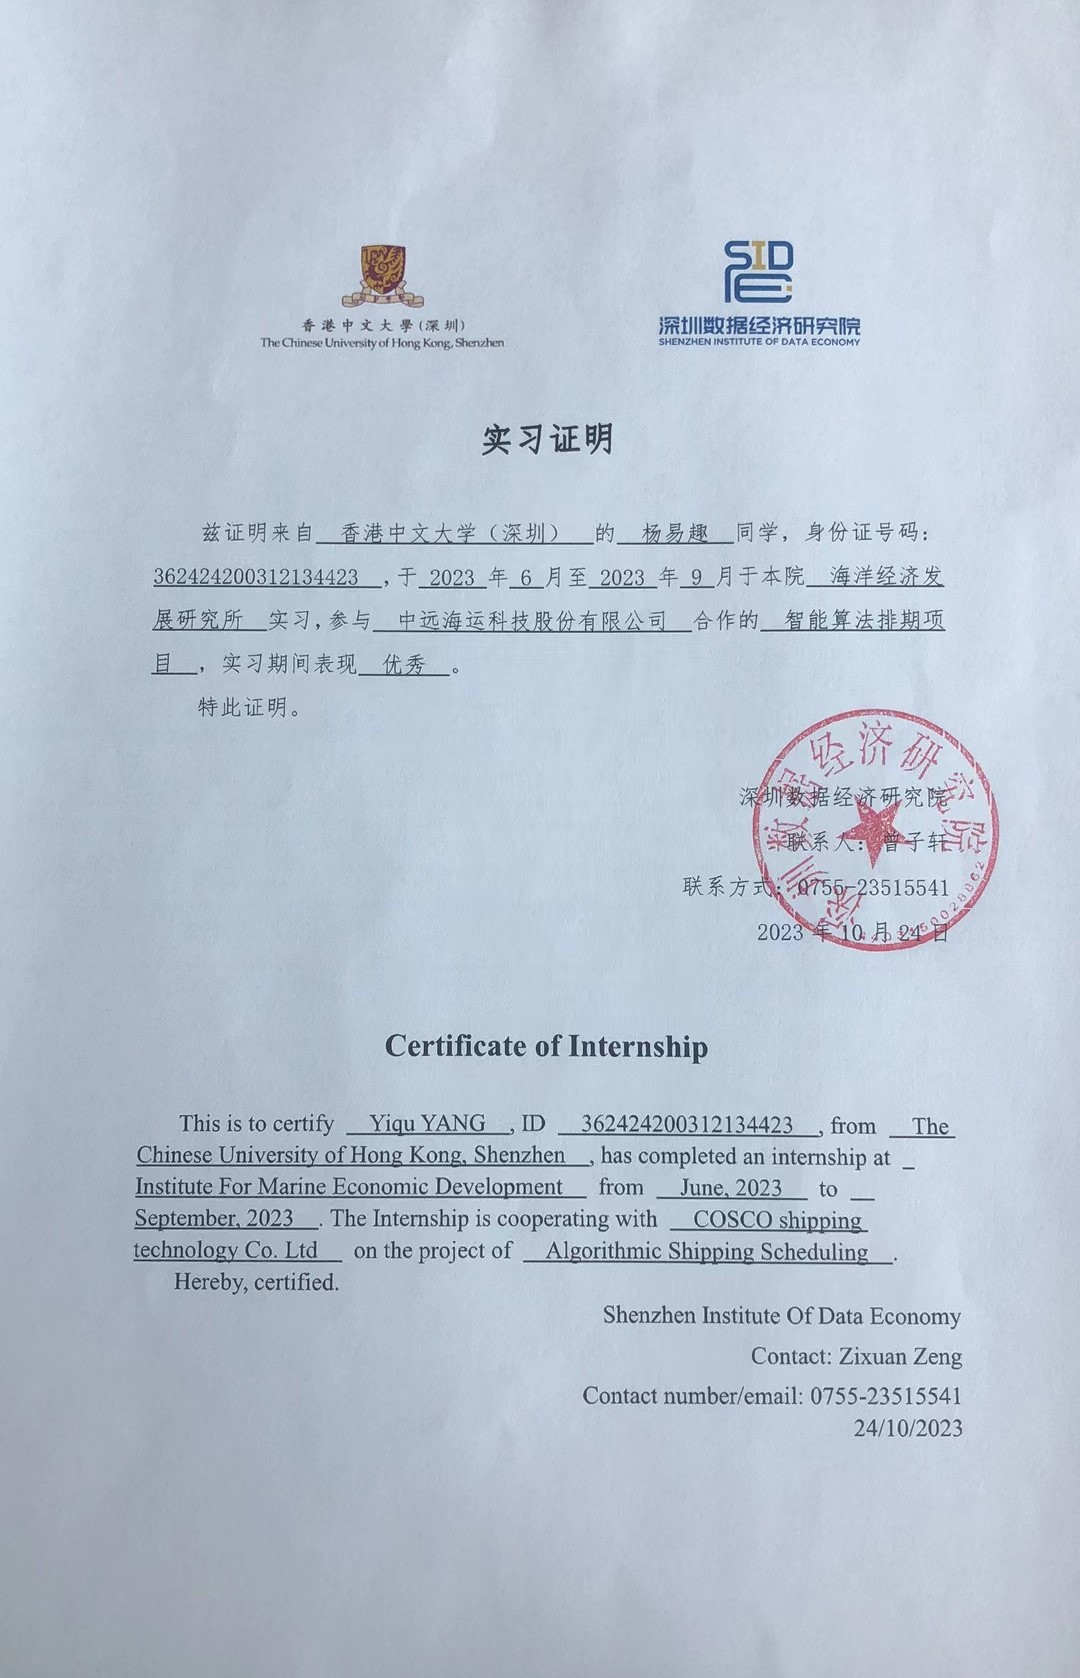 香港中文大學(深圳)
The Chinese University of Hong Kong, Shenzhen
SIDE
深圳数据经济研究院
SHENZHEN INSTITUTE OF DATA ECONOMY
实习证明
兹证明来自 香港中文大学（深圳） 的 杨易趣 同学，身份证号码：
362424200312134423 ，于 2023 年 6 月至 2023 年 9 月于本院 海洋经济发
展研究所 实习，参与 中远海运科技股份有限公司 合作的 智能算法排期项
目 ，实习期间表现 优秀 。
特此证明。
深圳数据经济研究院
深圳数据经济研究院
联系人：曾子轩
联系方式：0755-23515541
2023 年 10 月 24 日
Certificate of Internship
This is to certify Yiqu YANG , ID 362424200312134423 , from The
Chinese University of Hong Kong, Shenzhen , has completed an internship at
Institute For Marine Economic Development from June, 2023 to
September, 2023 . The Internship is cooperating with COSCO shipping
technology Co. Ltd on the project of Algorithmic Shipping Scheduling .
Hereby, certified.
Shenzhen Institute Of Data Economy
Contact: Zixuan Zeng
Contact number/email: 0755-23515541
24/10/2023